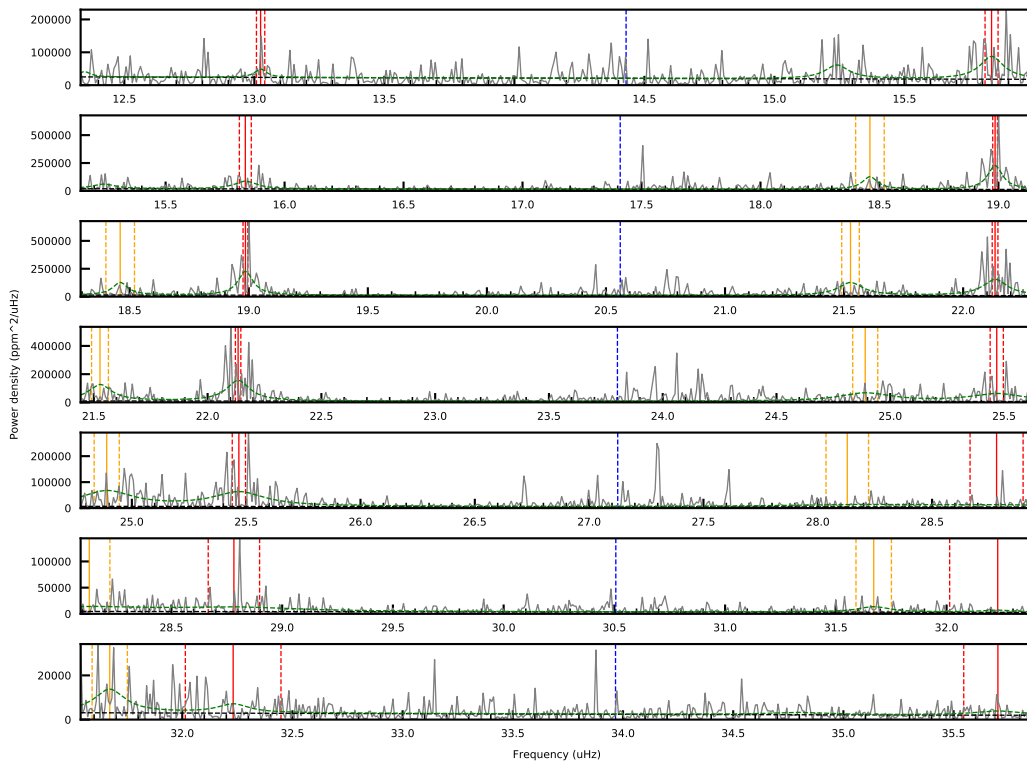 200000
100000
0
12.5 13.0 13.5 14.0 14.5 15.0 15.5
500000
250000
0
15.5 16.0 16.5 17.0 17.5 18.0 18.5 19.0
500000
250000
0
18.5 19.0 19.5 20.0 20.5 21.0 21.5 22.0
Power density (ppm^2/uHz)
400000
200000
0
21.5 22.0 22.5 23.0 23.5 24.0 24.5 25.0 25.5
200000
100000
0
25.0 25.5 26.0 26.5 27.0 27.5 28.0 28.5
100000
50000
0
28.5 29.0 29.5 30.0 30.5 31.0 31.5 32.0
20000
0
32.0 32.5 33.0 33.5 34.0 34.5 35.0 35.5
Frequency (uHz)